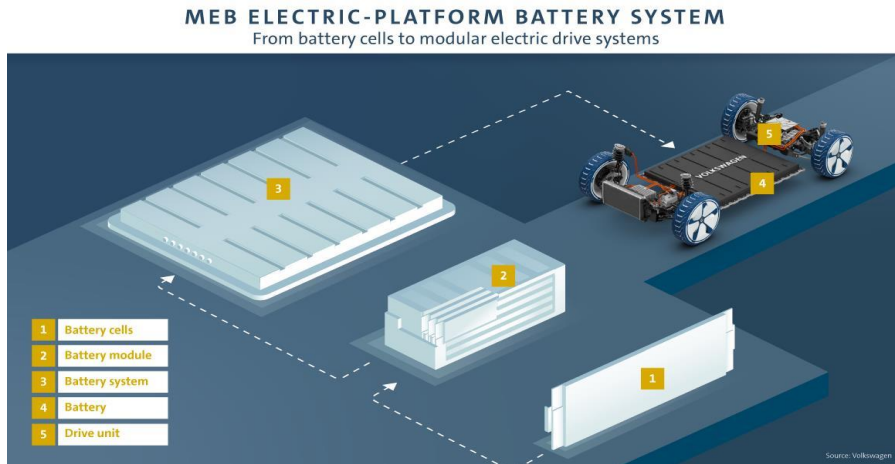 MEB ELECTRIC-PLATFORM BATTERY SYSTEM
From battery cells to modular electric drive systems
3
5
VOLKSWAGEN
4
2
1
1 Battery cells
2 Battery module
3 Battery system
4 Battery
5 Drive unit
Source: Volkswagen